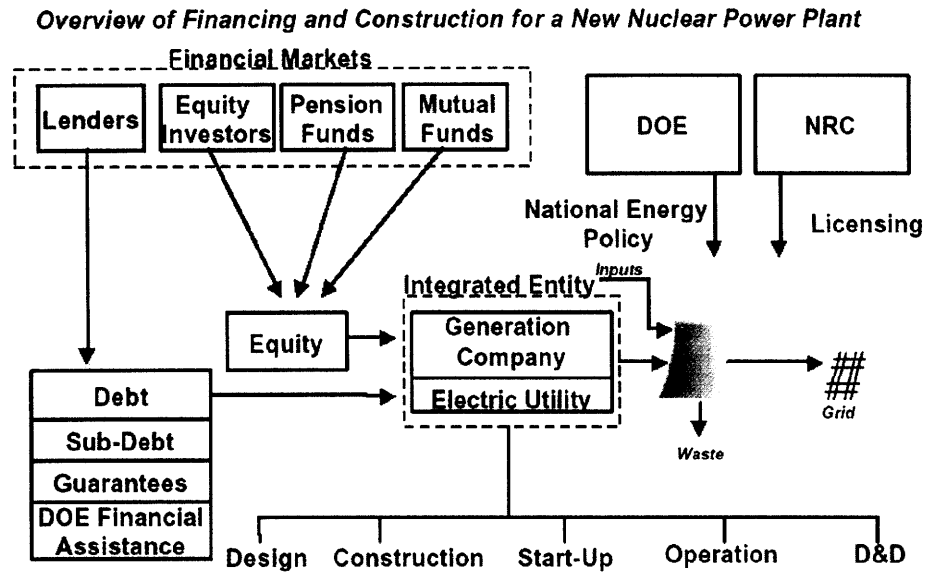 Overview of Financing and Construction for a New Nuclear Power Plant
Financial Markets
Lenders
Equity
Investors
Pension
Funds
Mutual
Funds
DOE
NRC
National Energy
Policy
Licensing
Inputs
Integrated Entity
Equity
Generation
Company
Electric Utility
Grid
Waste
Debt
Sub-Debt
Guarantees
DOE Financial
Assistance
Design
Construction
Start-Up
Operation
D&D